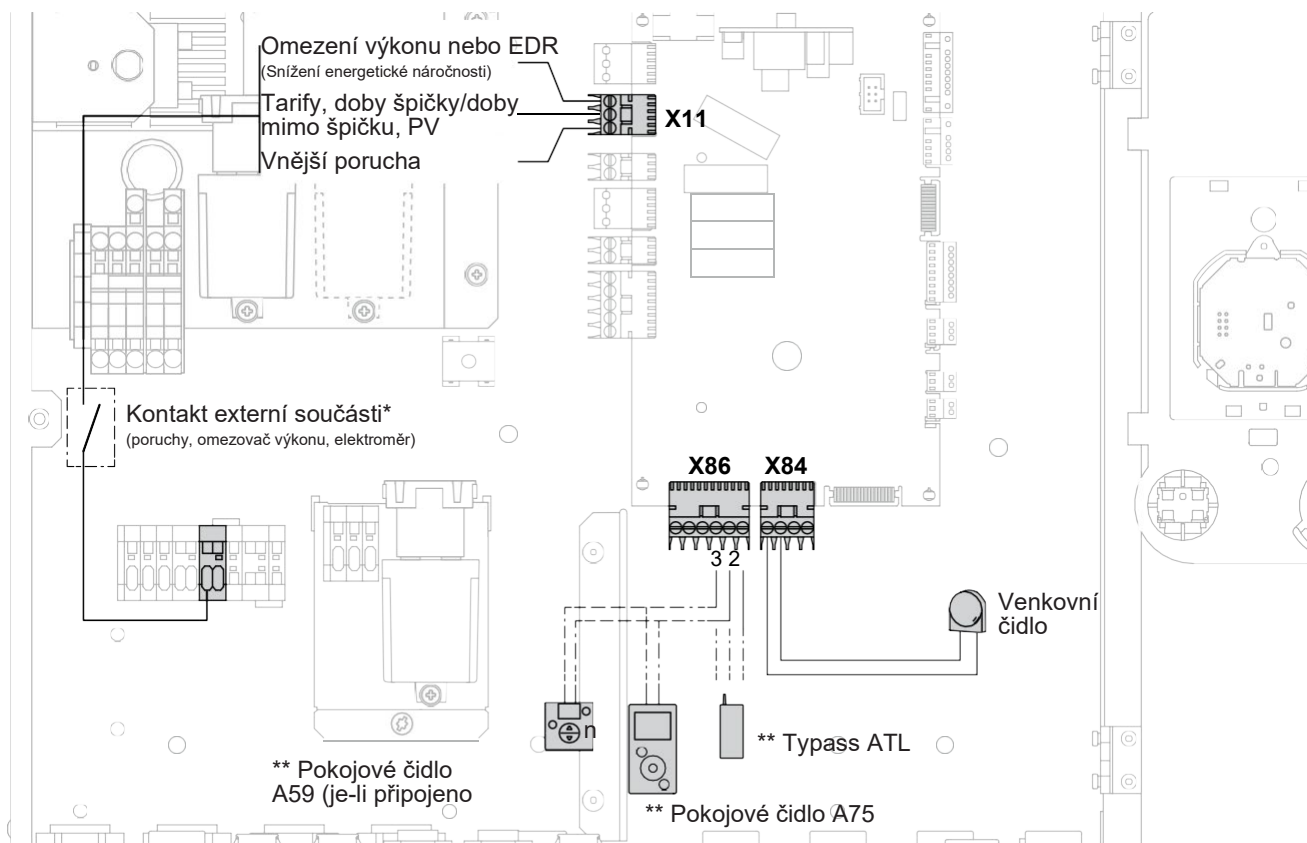 Omezení výkonu nebo EDR
(Snížení energetické náročnosti)
Tarify, doby špičky/doby
mimo špičku, PV
Vnější porucha
X11
Kontakt externí součásti*
(poruchy, omezovač výkonu, elektroměr)
X86
X84
3 2
Venkovní
čidlo
n
** Typass ATL
** Pokojové čidlo
A59 (je-li připojeno
** Pokojové čidlo A75